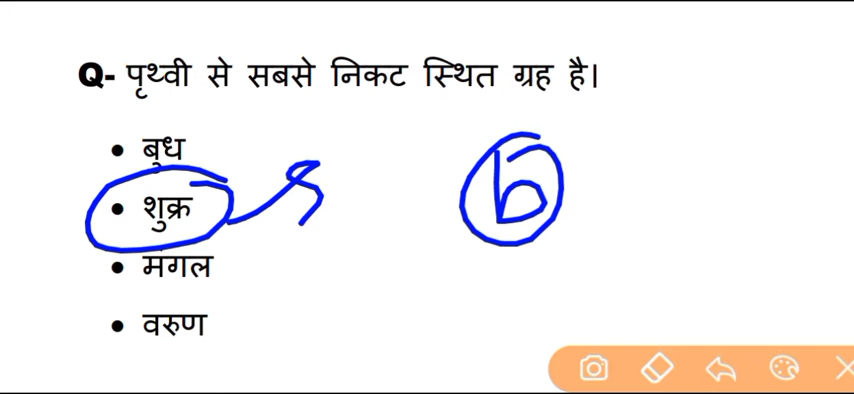 Q- पृथ्वी से सबसे निकट स्थित ग्रह है।
• बुध
• शुक्र
b
• मंगल
• वरुण